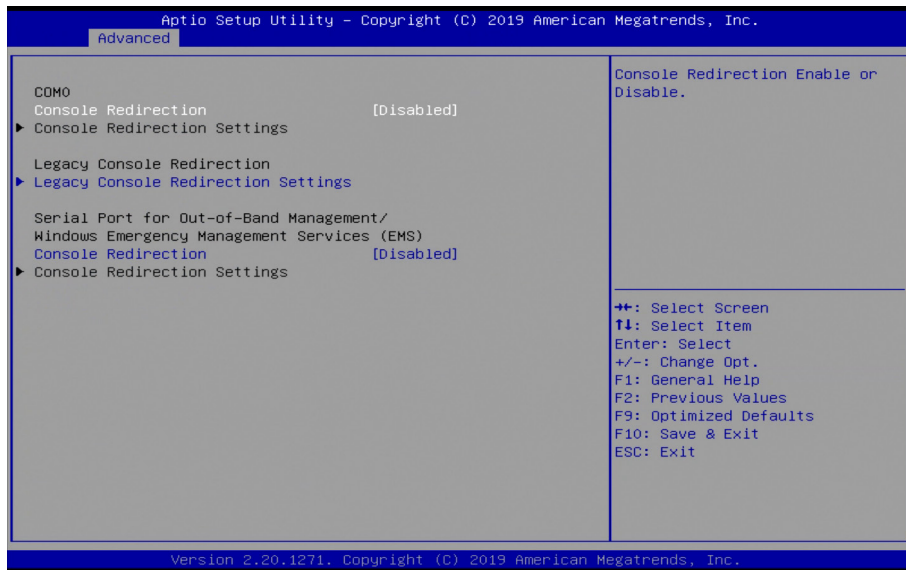 Aptio Setup Utility – Copyright (C) 2019 American Megatrends, Inc.
Advanced
COM0
Console Redirection [Disabled]
Console Redirection Settings
Legacy Console Redirection
Legacy Console Redirection Settings
Serial Port for Out-of-Band Management/
Windows Emergency Management Services (EMS)
Console Redirection [Disabled]
Console Redirection Settings
Console Redirection Enable or
Disable.
→←: Select Screen
↑↓: Select Item
Enter: Select
+/-: Change Opt.
F1: General Help
F2: Previous Values
F9: Optimized Defaults
F10: Save & Exit
ESC: Exit
Version 2.20.1271. Copyright (C) 2019 American Megatrends, Inc.